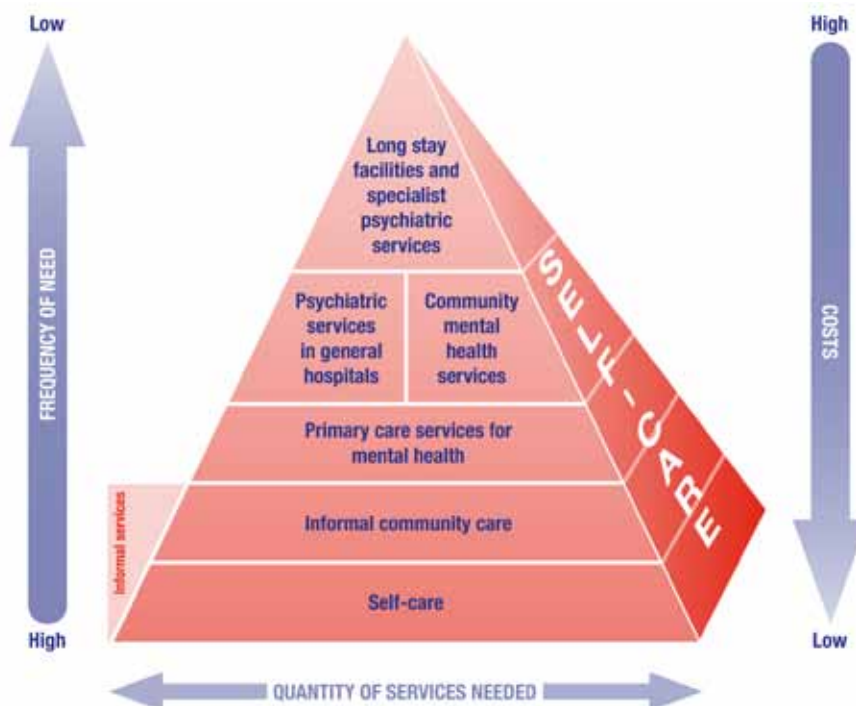 Low
High
Long stay
facilities and
specialist
psychiatric
services
SELF-CARE
FREQUENCY OF NEED
COSTS
Psychiatric
services
in general
hospitals
Community
mental
health
services
Primary care services for
mental health
Informal services
Informal community care
Self-care
High
Low
QUANTITY OF SERVICES NEEDED